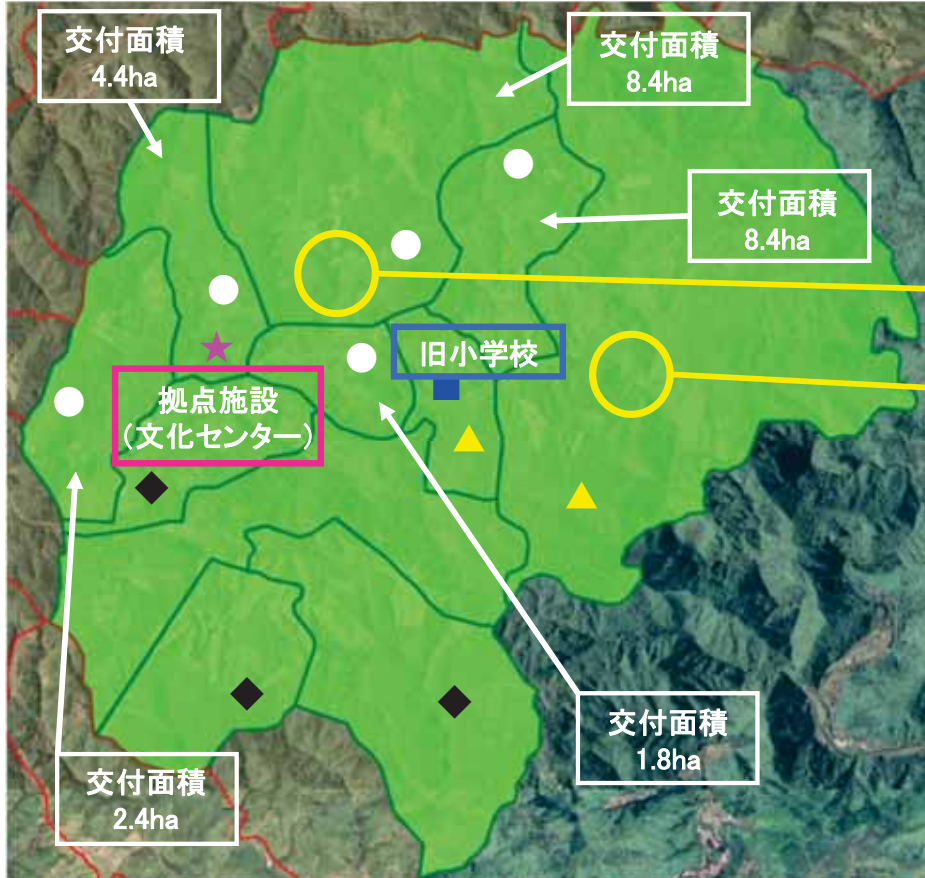 交付面積
4.4ha
交付面積
8.4ha
交付面積
8.4ha
旧小学校
拠点施設
（文化センター）
交付面積
1.8ha
交付面積
2.4ha